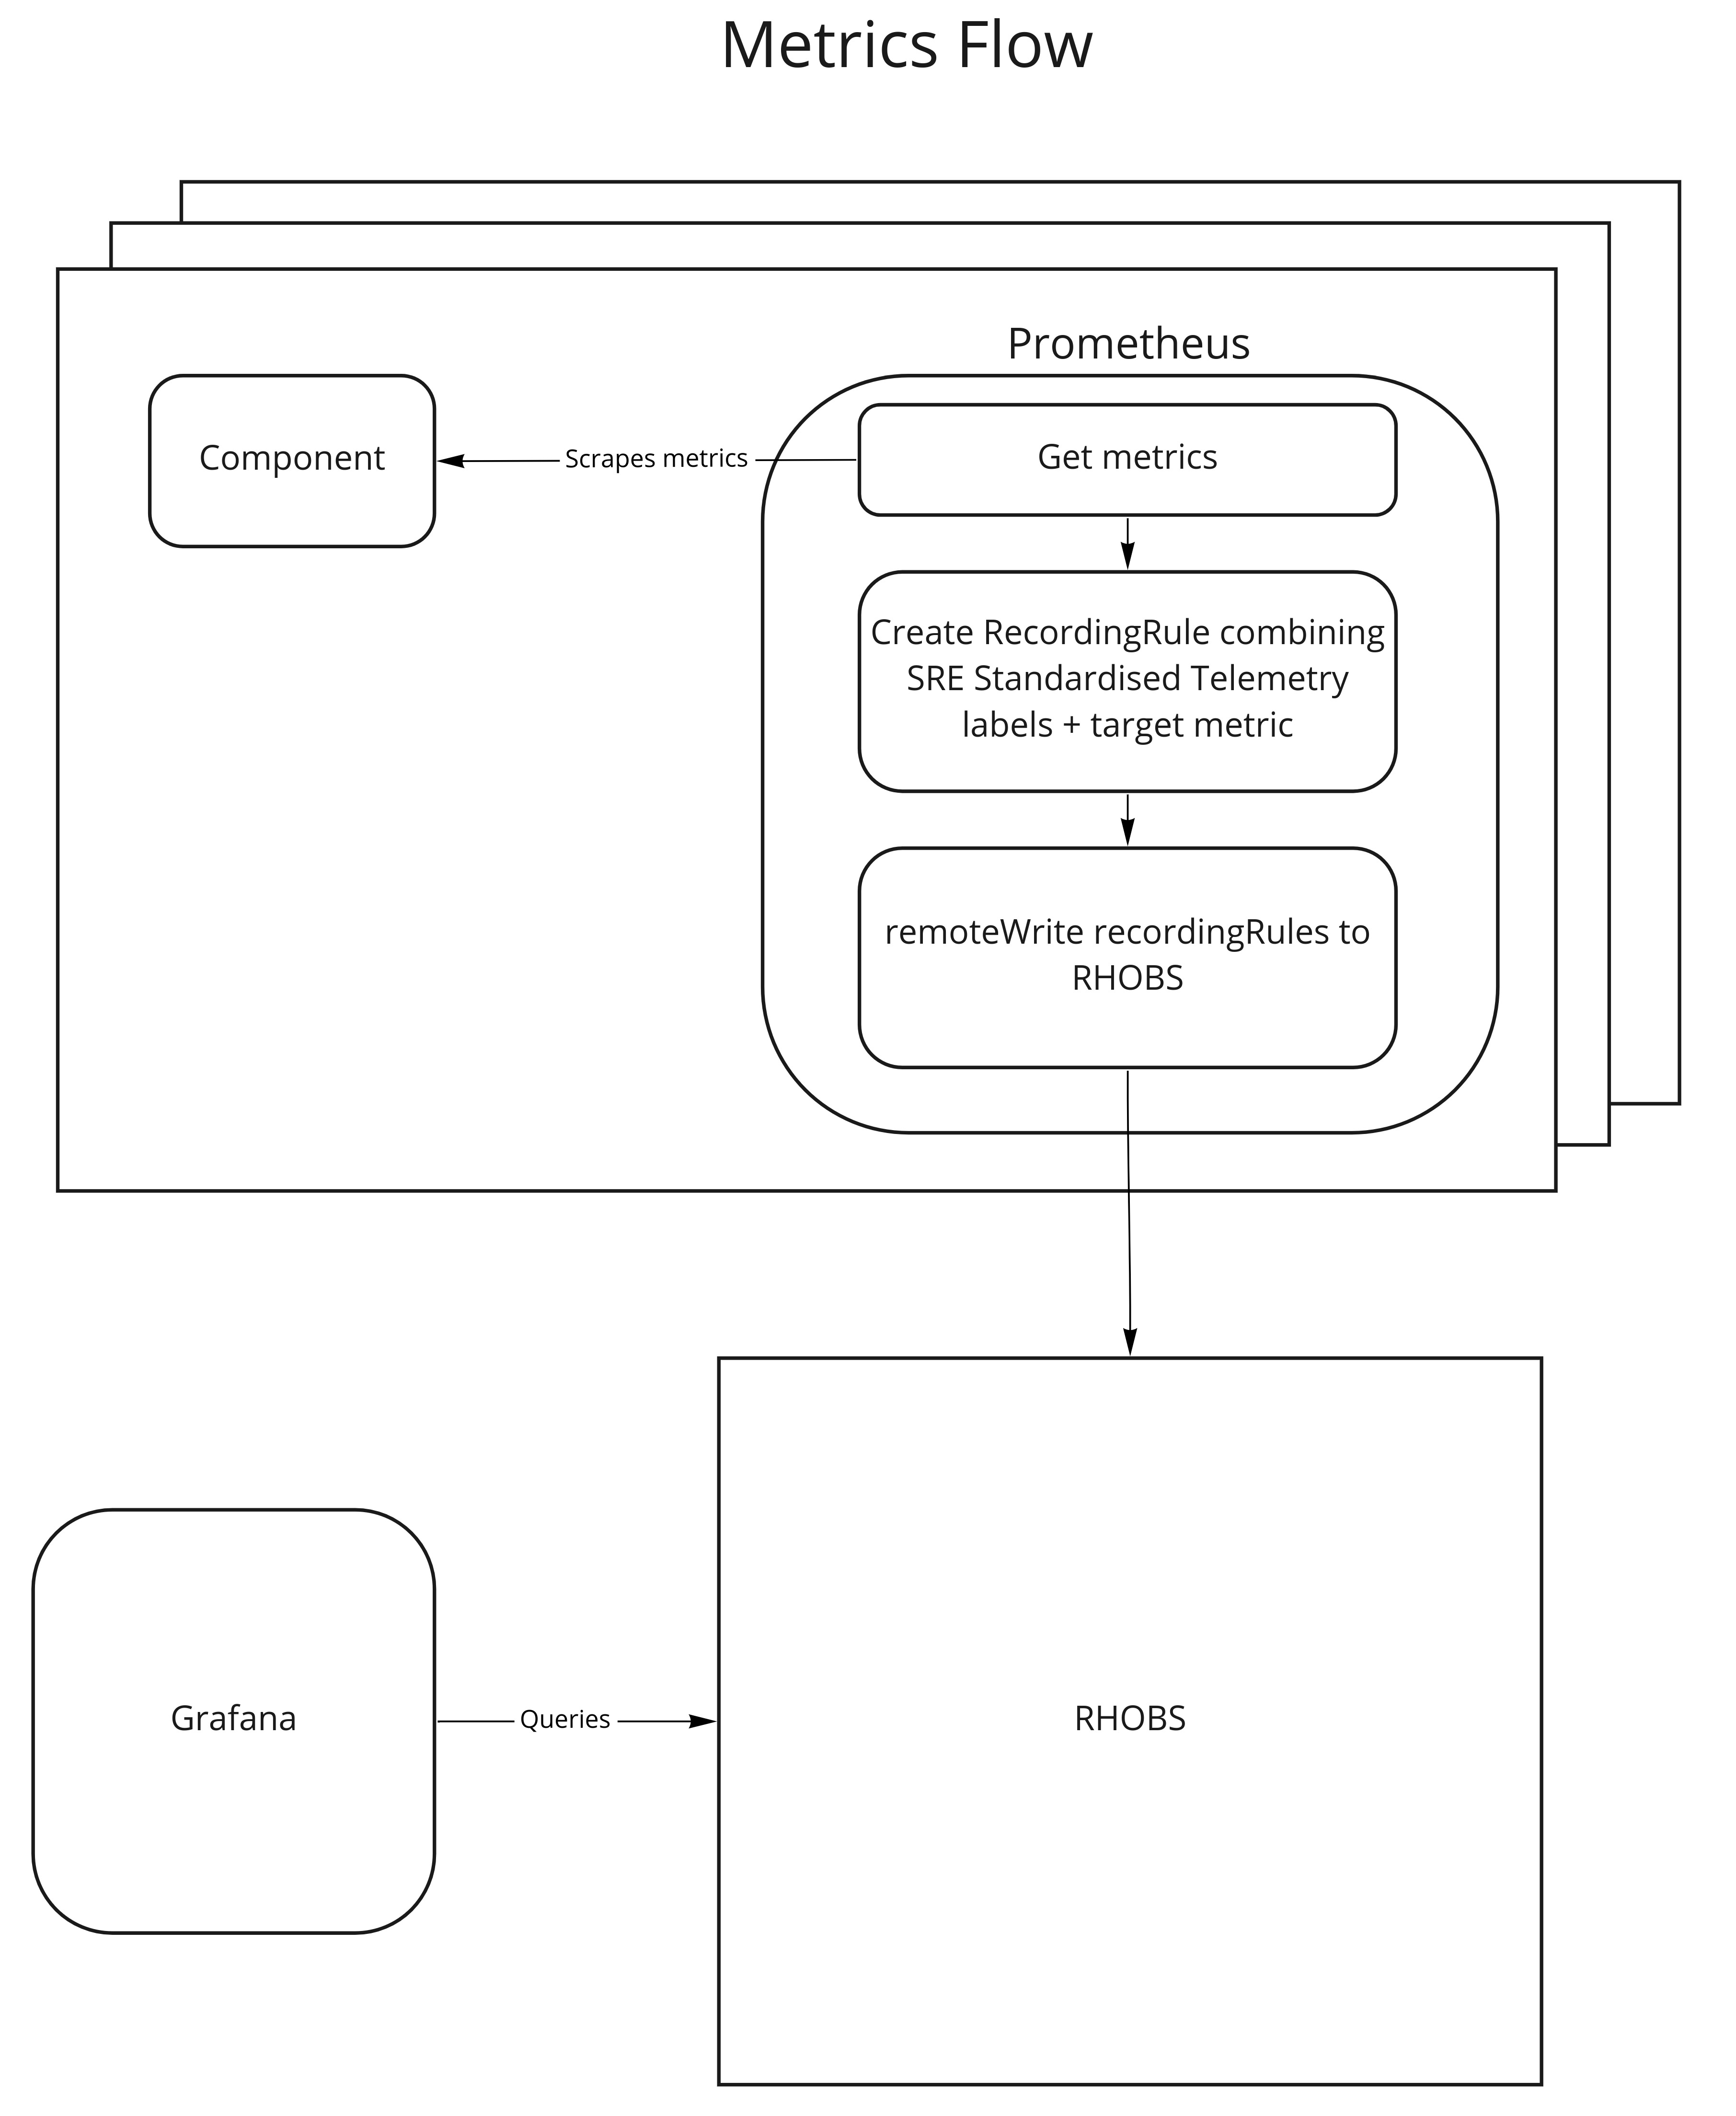 Metrics Flow
Prometheus
Component
Scrapes metrics
Get metrics
Create RecordingRule combining
SRE Standardised Telemetry
labels + target metric
remoteWrite recordingRules to
RHOBS
Grafana
Queries
RHOBS